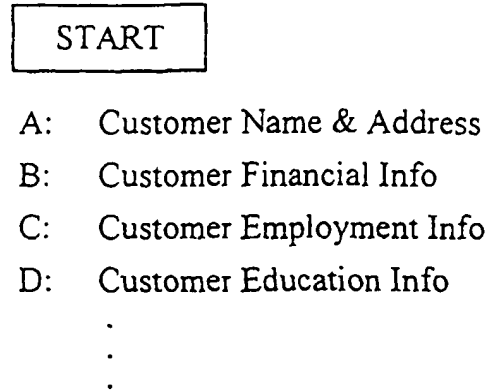 START
A: Customer Name & Address
B: Customer Financial Info
C: Customer Employment Info
D: Customer Education Info
.
.
.